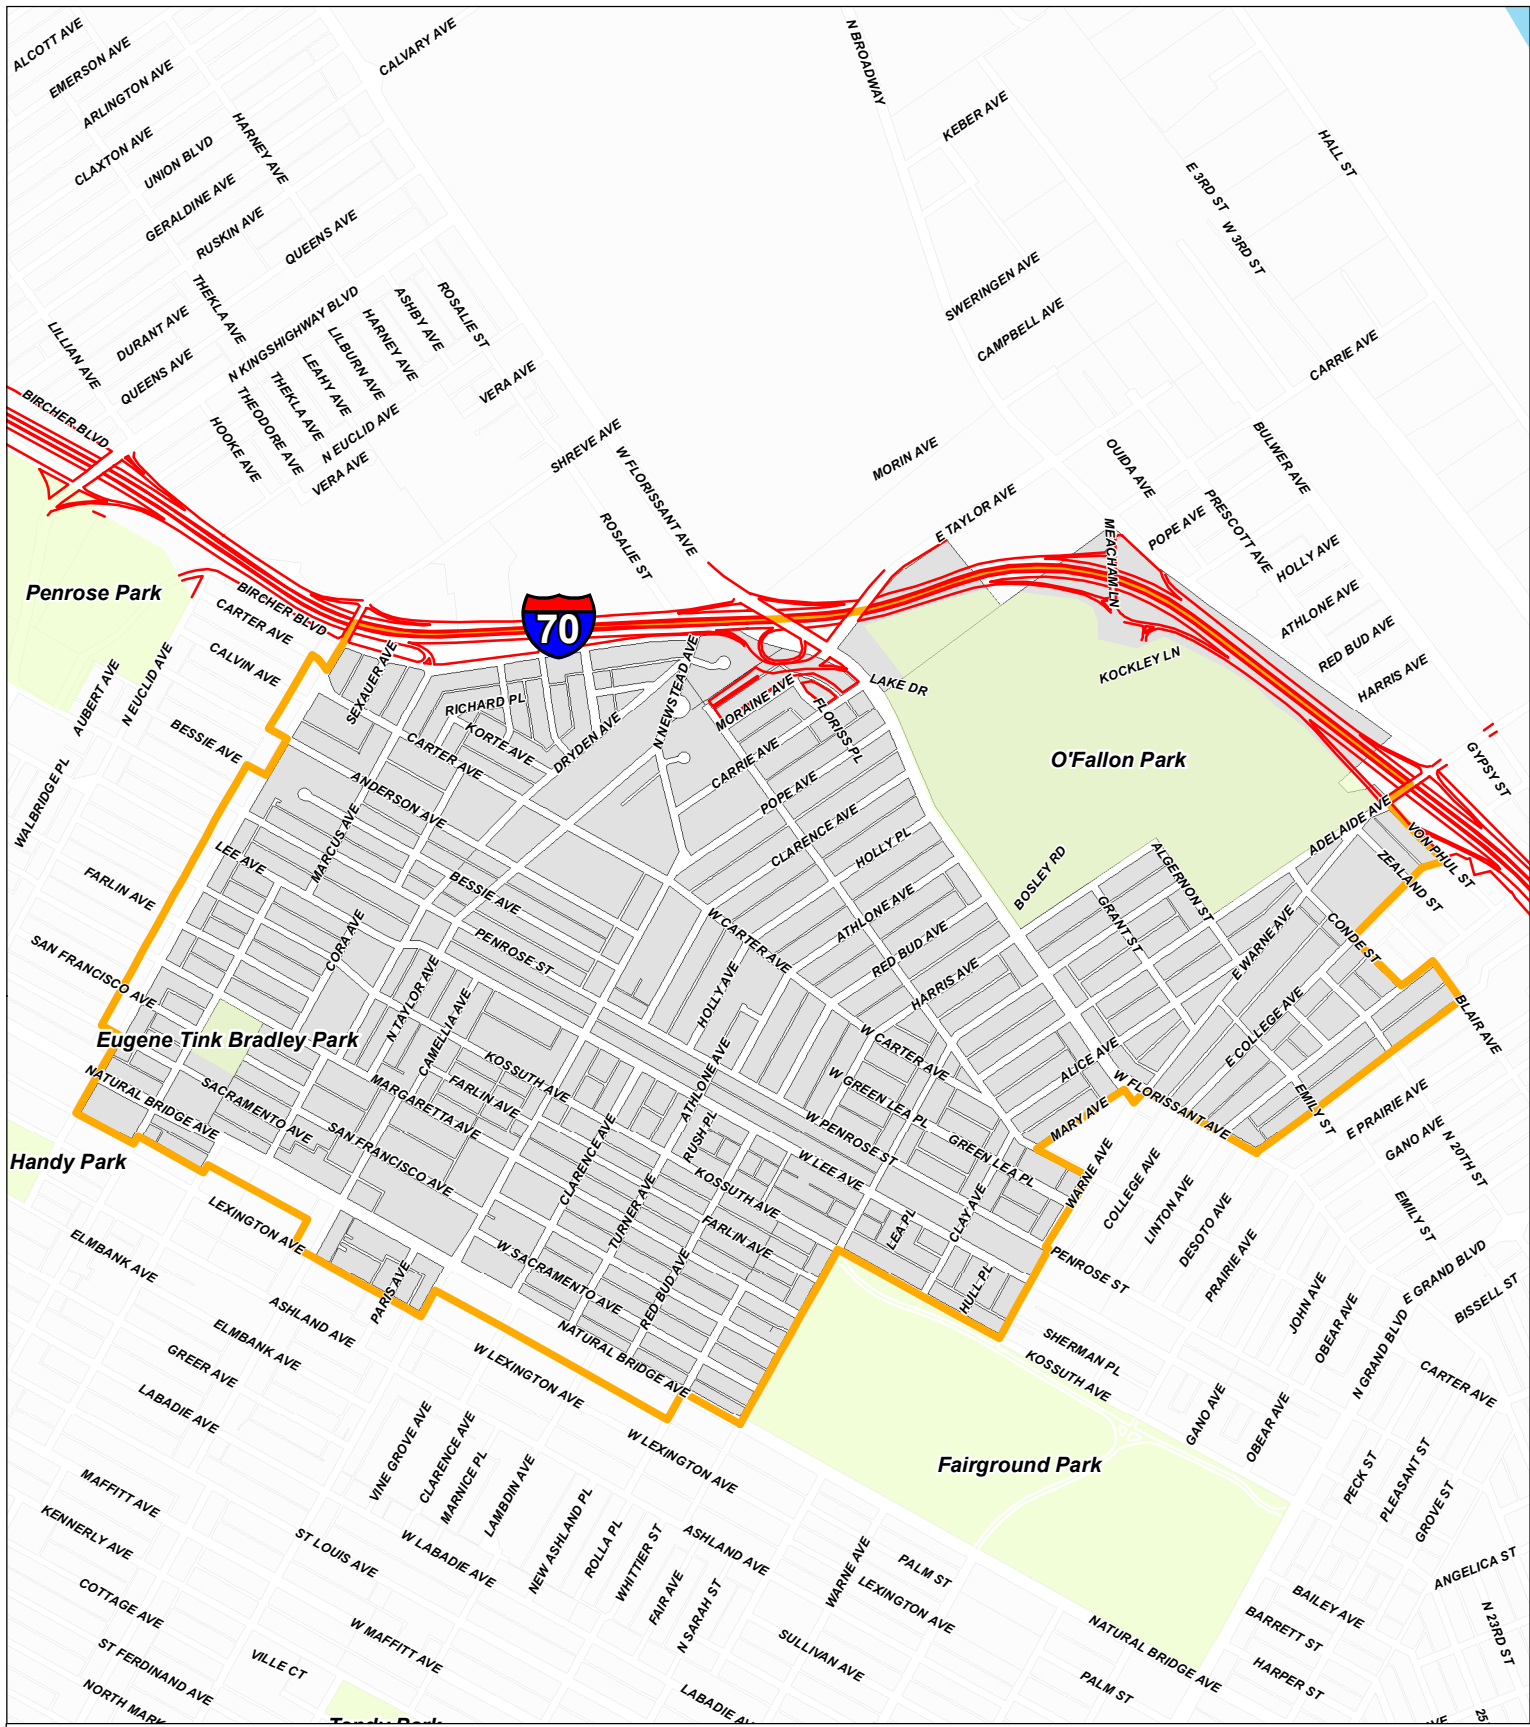 ALCOTT AVE
EMERSON AVE
ARLINGTON AVE
CLAXTON AVE
UNION BLVD
GERALDINE AVE
RUSKIN AVE
QUEENS AVE
HARNEY AVE
CALVARY AVE
N BROADWAY
KEBER AVE
HALL ST
E 3RD ST
W 3RD ST
SWERINGEN AVE
CAMPBELL AVE
CARRIE AVE
THEKLA AVE
LILLIAN AVE
DURANT AVE
QUEENS AVE
N KINGSHIGHWAY BLVD
ASHBY AVE
ROSALIE ST
HARNEY AVE
LILBURN AVE
LEAHY AVE
THEKLA AVE
THEODORE AVE
HOOKE AVE
N EUCLID AVE
VERA AVE
VERA AVE
BIRCHER BLVD
SHREVE AVE
W FLORISSANT AVE
ROSALIE ST
MORIN AVE
E TAYLOR AVE
OUIDA AVE
BULWER AVE
PRESCOTT AVE
POPE AVE
HOLLY AVE
MEACHAM LN
ATHLONE AVE
RED BUD AVE
HARRIS AVE
Penrose Park
BIRCHER BLVD
CARTER AVE
CALVIN AVE
70
SEXAUER AVE
RICHARD PL
KORTE AVE
DRYDEN AVE
N NEWSTEAD AVE
MORAINE AVE
FLORISS PL
LAKE DR
KOCKLEY LN
AUBERT AVE
N EUCLID AVE
BESSIE AVE
WALBRIDGE PL
CARTER AVE
ANDERSON AVE
CARRIE AVE
POPE AVE
CLARENCE AVE
HOLLY PL
O'Fallon Park
GYPSY ST
ADELAIDE AVE
VON PHUL ST
ZEALAND ST
BOSLEY RD
ALGERNON ST
GRANT ST
E WARNE AVE
CONDE ST
FARLIN AVE
LEE AVE
MARCUS AVE
BESSIE AVE
CORA AVE
PENROSE ST
W CARTER AVE
ATHLONE AVE
RED BUD AVE
HARRIS AVE
SAN FRANCISCO AVE
N TAYLOR AVE
CAMELLIA AVE
HOLLY AVE
E COLLEGE AVE
BLAIR AVE
Eugene Tink Bradley Park
NATURAL BRIDGE AVE
SACRAMENTO AVE
MARGARETTA AVE
FARLIN AVE
KOSSUTH AVE
ATHLONE AVE
W CARTER AVE
W GREEN LEA PL
ALICE AVE
W FLORISSANT AVE
MARY AVE
EMILY ST
E PRAIRIE AVE
GANO AVE
N 20TH ST
Handy Park
SAN FRANCISCO AVE
CLARENCE AVE
RUSH PL
W PENROSE ST
GREEN LEA PL
W LEE AVE
KOSSUTH AVE
TURNER AVE
FARLIN AVE
LEA PL
CLAY AVE
WARNE AVE
COLLEGE AVE
LINTON AVE
DESOTO AVE
PRAIRIE AVE
EMILY ST
E GRAND BLVD
BISSELL ST
LEXINGTON AVE
ELMBANK AVE
PARIS AVE
W SACRAMENTO AVE
RED BUD AVE
NATURAL BRIDGE AVE
HULL PL
PENROSE ST
JOHN AVE
OBEAR AVE
N GRAND BLVD
ASHLAND AVE
ELMBANK AVE
GREER AVE
LABADIE AVE
W LEXINGTON AVE
SHERMAN PL
KOSSUTH AVE
CARTER AVE
GANO AVE
OBEAR AVE
VINE GROVE AVE
CLARENCE AVE
MARNICE PL
LAMBDIN AVE
W LEXINGTON AVE
Fairground Park
PECK ST
PLEASANT ST
GROVE ST
MAFFITT AVE
KENNERLY AVE
ST LOUIS AVE
W LABADIE AVE
NEW ASHLAND PL
ROLLA PL
WHITTIER ST
FAIR AVE
ASHLAND AVE
N SARAH ST
WARNE AVE
PALM ST
LEXINGTON AVE
ANGELICA ST
N 23RD ST
BAILEY AVE
BARRETT ST
HARPER ST
COTTAGE AVE
ST FERDINAND AVE
VILLE CT
W MAFFITT AVE
SULLIVAN AVE
NATURAL BRIDGE AVE
PALM ST
NORTH MARK
LABADIE AV
Tandy Park
25
VE